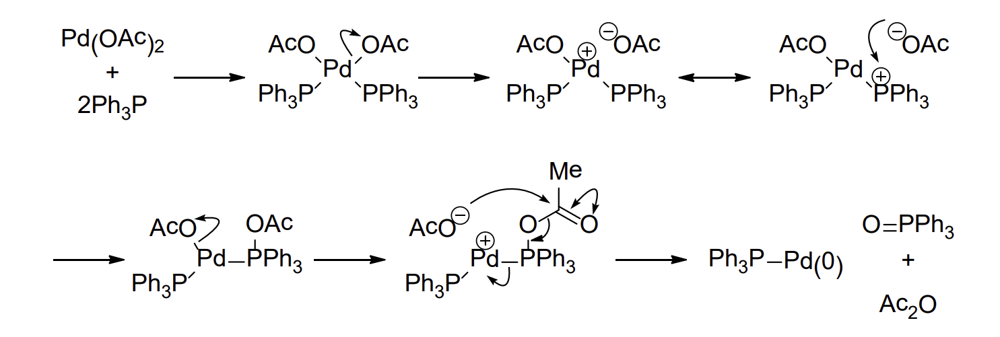 Pd(OAc)2
+
2Ph3P
AcO OAc
Pd
Ph3P PPh3
AcO ⊖OAc
⊕
Pd
Ph3P PPh3
AcO ⊖OAc
Pd ⊕
Ph3P PPh3
AcO OAc
Pd–PPh3
Ph3P
Me
AcO⊖ O O
⊕
Pd–PPh3
Ph3P
Ph3P–Pd(0)
O=PPh3
+
Ac2O